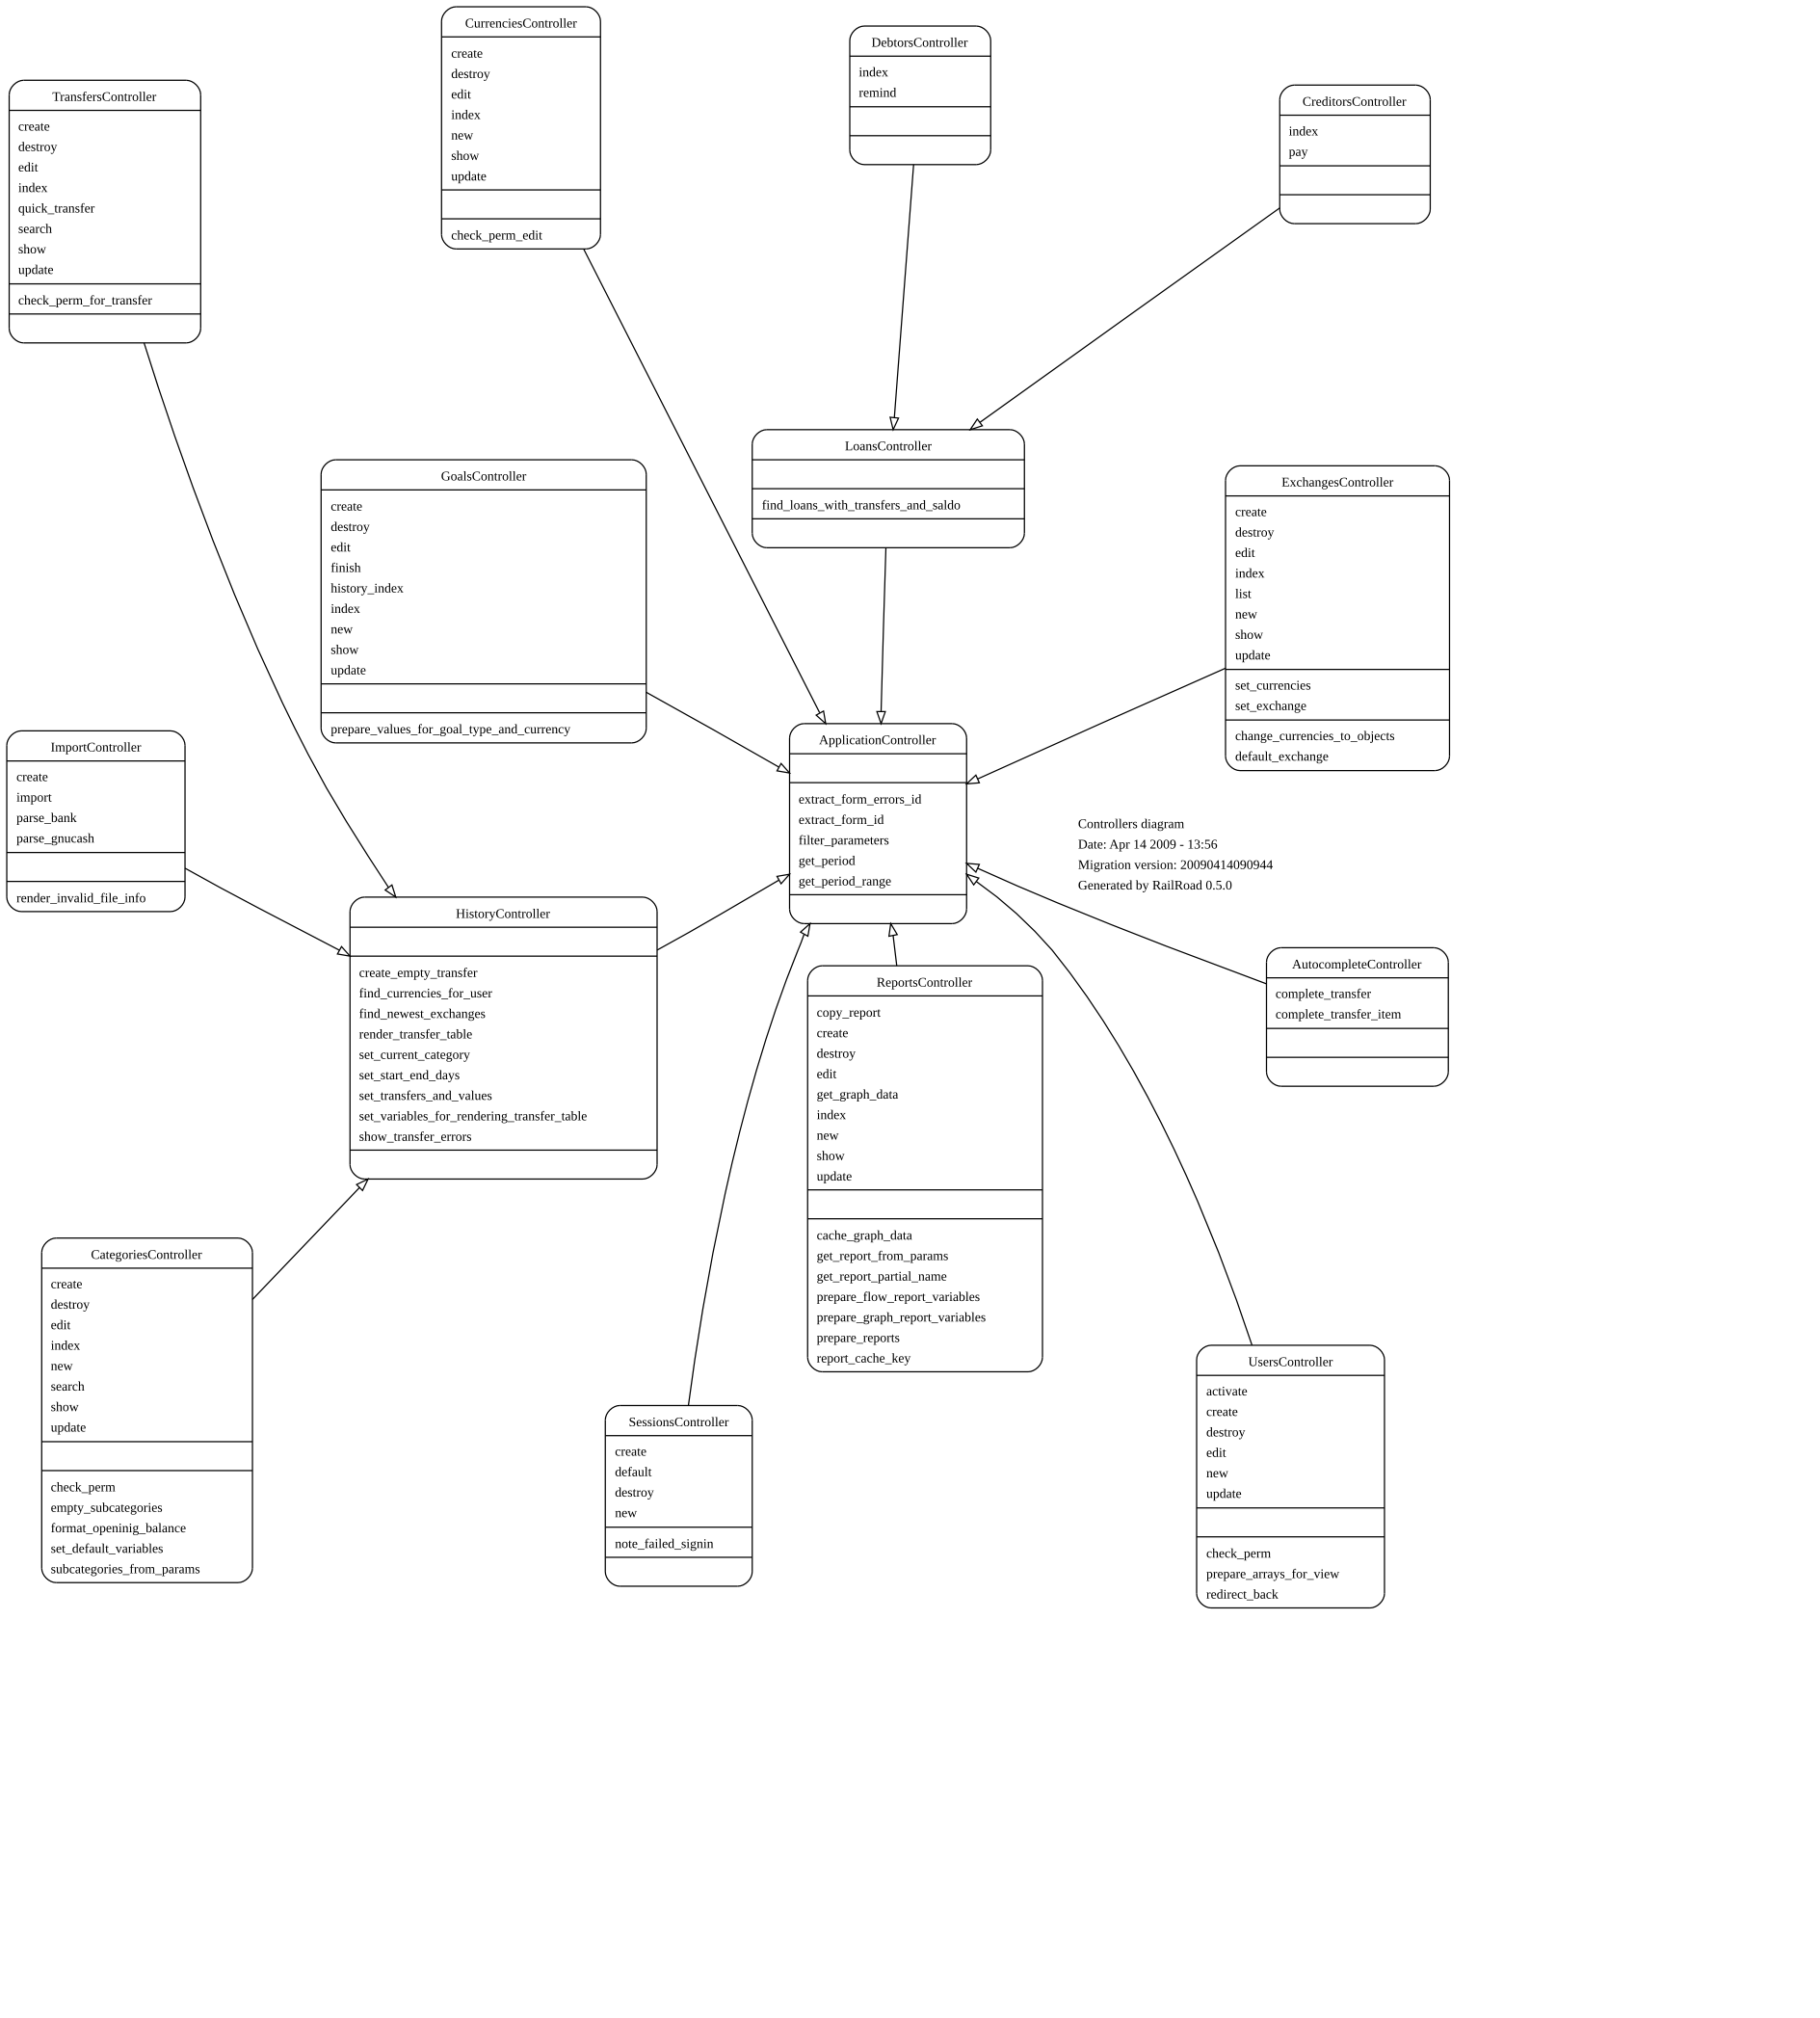 CurrenciesController
create
destroy
edit
index
new
show
update
check_perm_edit
DebtorsController
index
remind
TransfersController
create
destroy
edit
index
quick_transfer
search
show
update
check_perm_for_transfer
CreditorsController
index
pay
LoansController
find_loans_with_transfers_and_saldo
GoalsController
create
destroy
edit
finish
history_index
index
new
show
update
prepare_values_for_goal_type_and_currency
ExchangesController
create
destroy
edit
index
list
new
show
update
set_currencies
set_exchange
change_currencies_to_objects
default_exchange
ImportController
create
import
parse_bank
parse_gnucash
render_invalid_file_info
ApplicationController
extract_form_errors_id
extract_form_id
filter_parameters
get_period
get_period_range
Controllers diagram
Date: Apr 14 2009 - 13:56
Migration version: 20090414090944
Generated by RailRoad 0.5.0
HistoryController
create_empty_transfer
find_currencies_for_user
find_newest_exchanges
render_transfer_table
set_current_category
set_start_end_days
set_transfers_and_values
set_variables_for_rendering_transfer_table
show_transfer_errors
ReportsController
copy_report
create
destroy
edit
get_graph_data
index
new
show
update
cache_graph_data
get_report_from_params
get_report_partial_name
prepare_flow_report_variables
prepare_graph_report_variables
prepare_reports
report_cache_key
AutocompleteController
complete_transfer
complete_transfer_item
CategoriesController
create
destroy
edit
index
new
search
show
update
check_perm
empty_subcategories
format_openinig_balance
set_default_variables
subcategories_from_params
SessionsController
create
default
destroy
new
note_failed_signin
UsersController
activate
create
destroy
edit
new
update
check_perm
prepare_arrays_for_view
redirect_back